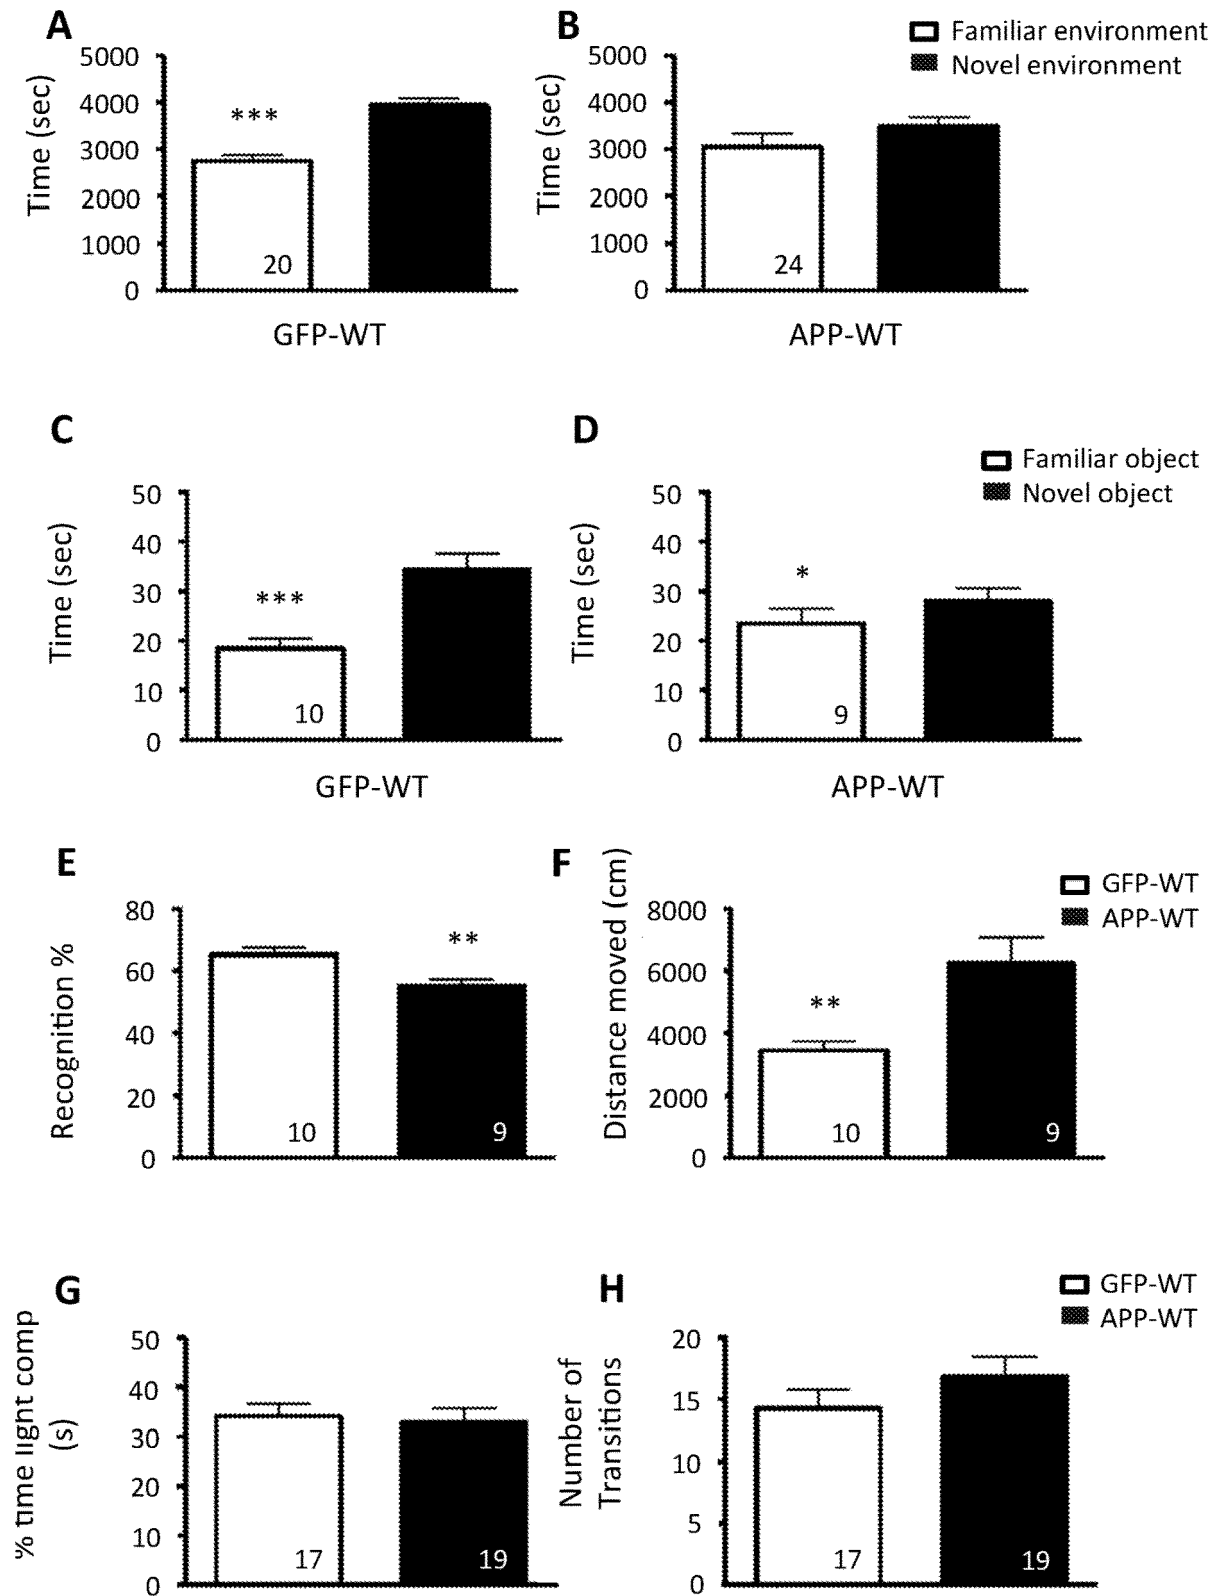 A
B
Familiar environment
Novel environment
5000
4000
3000
2000
1000
0
Time (sec)
***
20
GFP-WT
5000
4000
3000
2000
1000
0
Time (sec)
24
APP-WT
C
D
Familiar object
Novel object
50
40
30
20
10
0
Time (sec)
***
10
GFP-WT
50
40
30
20
10
0
Time (sec)
*
9
APP-WT
E
F
GFP-WT
APP-WT
80
60
40
20
0
Recognition %
**
10
9
8000
6000
4000
2000
0
Distance moved (cm)
**
10
9
G
H
GFP-WT
APP-WT
50
40
30
20
10
0
% time light comp
(s)
17
19
20
15
10
5
0
Number of
Transitions
17
19